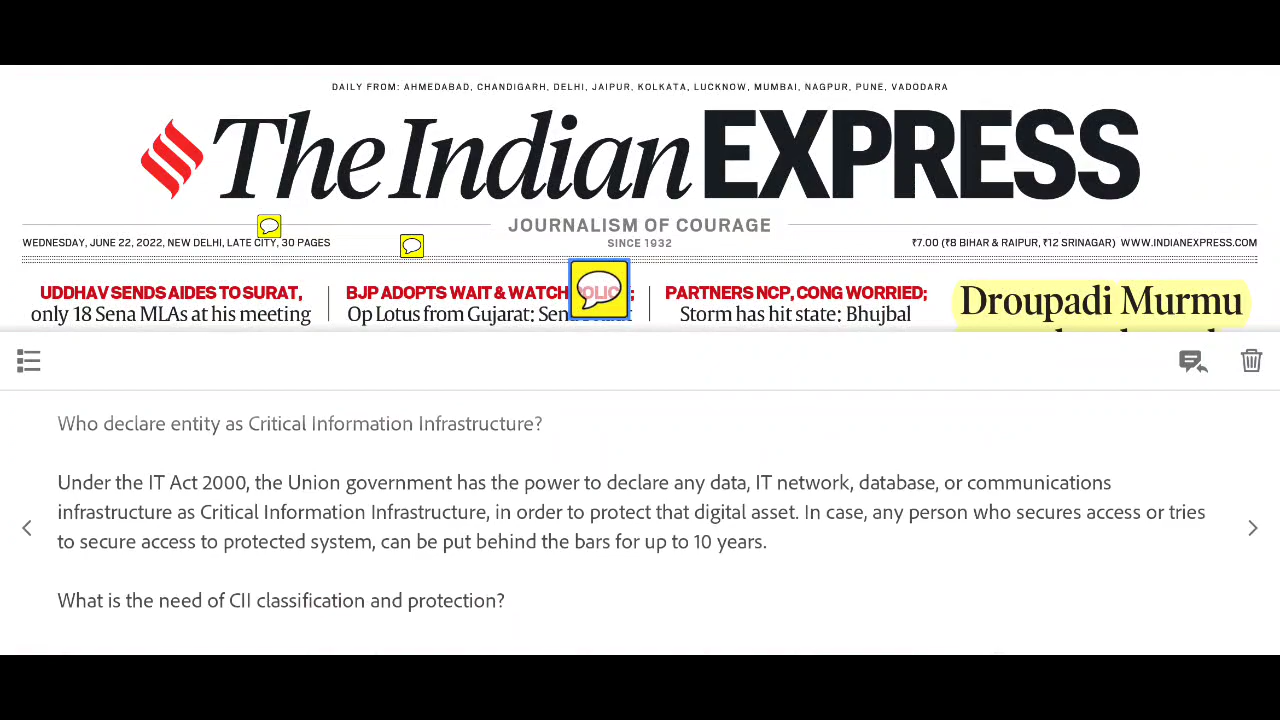 DAILY FROM: AHMEDABAD, CHANDIGARH, DELHI, JAIPUR, KOLKATA, LUCKNOW, MUMBAI, NAGPUR, PUNE, VADODARA
The Indian EXPRESS
JOURNALISM OF COURAGE
SINCE 1932
WEDNESDAY, JUNE 22, 2022, NEW DELHI, LATE CITY, 30 PAGES
₹7.00 (₹8 BIHAR & RAIPUR, ₹12 SRINAGAR) WWW.INDIANEXPRESS.COM
UDDHAV SENDS AIDES TO SURAT,
only 18 Sena MLAs at his meeting
BJP ADOPTS WAIT & WATCH
Op Lotus from Gujarat:
PARTNERS NCP, CONG WORRIED;
Storm has hit state: Bhujbal
Droupadi Murmu
Who declare entity as Critical Information Infrastructure?
Under the IT Act 2000, the Union government has the power to declare any data, IT network, database, or communications
infrastructure as Critical Information Infrastructure, in order to protect that digital asset. In case, any person who secures access or tries
to secure access to protected system, can be put behind the bars for up to 10 years.
What is the need of CII classification and protection?